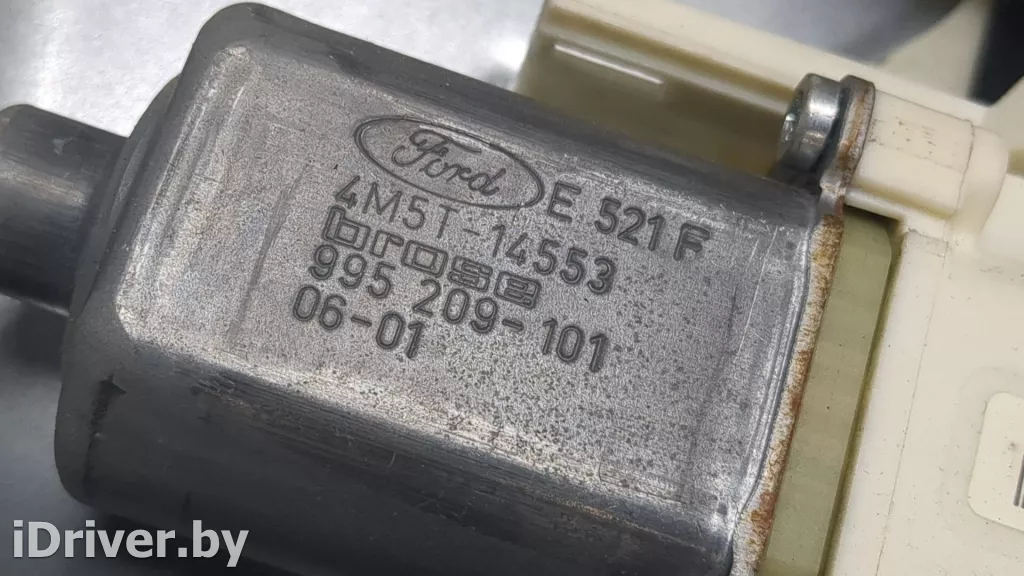 Ford E 521 F
4M5T-14553
brose
995 209-101
06-01
iDriver.by